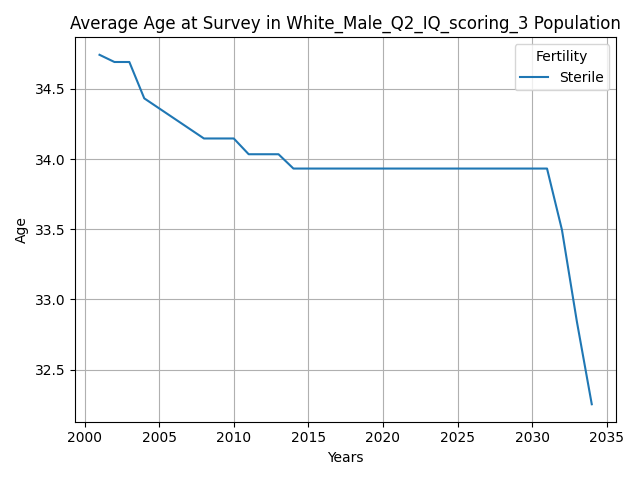 Average Age at Survey in White_Male_Q2_IQ_scoring_3 Population
Fertility
Sterile
34.5
34.0
33.5
33.0
32.5
Age
2000 2005 2010 2015 2020 2025 2030 2035
Years